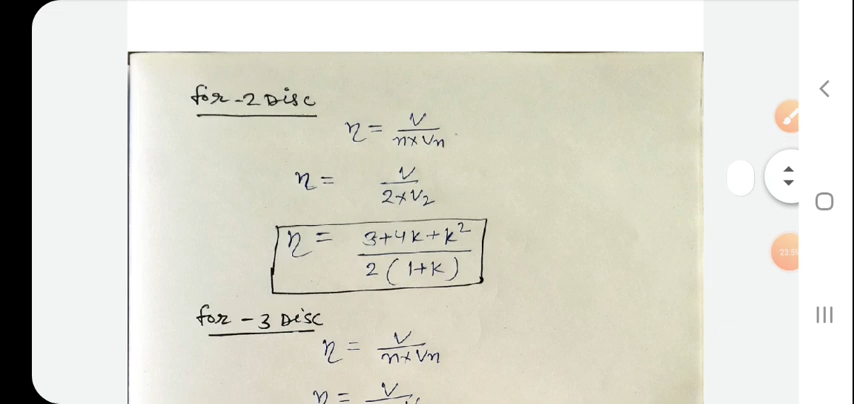 for - 2 Disc
η = V / n × Vn
η = V / 2 × V2
η = 3+4k+k² / 2(1+k)
for - 3 Disc
η = V / n × Vn
η = V